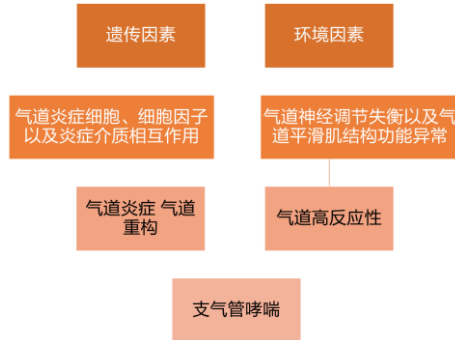 遗传因素
环境因素
气道炎症细胞、细胞因子
以及炎症介质相互作用
气道神经调节失衡以及气
道平滑肌结构功能异常
气道炎症 气道
重构
气道高反应性
支气管哮喘